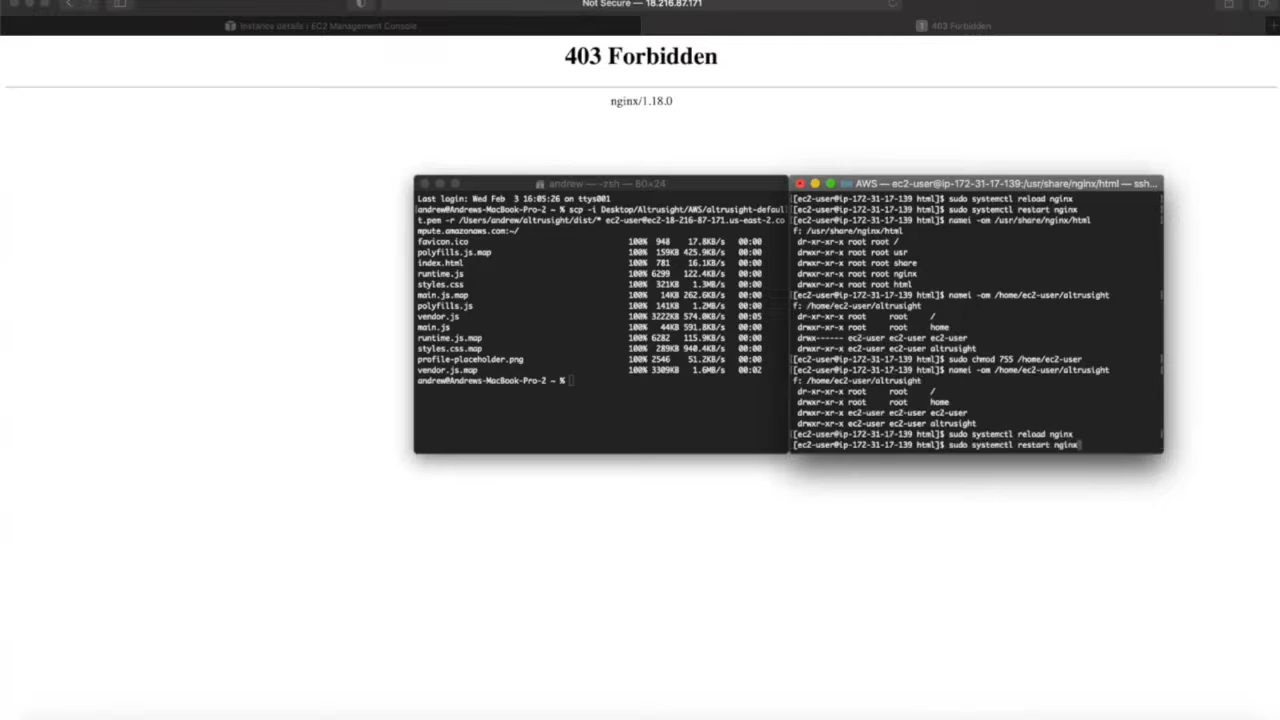 Not Secure — 18.216.87.171
Instance details | EC2 Management Console
403 Forbidden
403 Forbidden
nginx/1.18.0
andrew — -zsh — 80×24
Last login: Wed Feb  3 16:05:26 on ttys001
andrew@Andrews-MacBook-Pro-2 ~ % scp -i Desktop/Altrusight/AWS/altrusight-defaul
t.pem -r /Users/andrew/altrusight/dist/* ec2-user@ec2-18-216-87-171.us-east-2.co
mpute.amazonaws.com:~/
favicon.ico 100% 948 17.8KB/s 00:00
polyfills.js.map 100% 159KB 425.9KB/s 00:00
index.html 100% 781 16.1KB/s 00:00
runtime.js 100% 6299 122.4KB/s 00:00
styles.css 100% 321KB 1.3MB/s 00:00
main.js.map 100% 14KB 262.6KB/s 00:00
polyfills.js 100% 141KB 1.2MB/s 00:00
vendor.js 100% 3222KB 574.0KB/s 00:05
main.js 100% 44KB 591.8KB/s 00:00
runtime.js.map 100% 6282 115.9KB/s 00:00
styles.css.map 100% 289KB 940.4KB/s 00:00
profile-placeholder.png 100% 2546 51.2KB/s 00:00
vendor.js.map 100% 3309KB 1.6MB/s 00:02
andrew@Andrews-MacBook-Pro-2 ~ %
AWS — ec2-user@ip-172-31-17-139:/usr/share/nginx/html — ssh...
[ec2-user@ip-172-31-17-139 html]$ sudo systemctl reload nginx
[ec2-user@ip-172-31-17-139 html]$ sudo systemctl restart nginx
[ec2-user@ip-172-31-17-139 html]$ namei -om /usr/share/nginx/html
f: /usr/share/nginx/html
dr-xr-xr-x root root /
drwxr-xr-x root root usr
drwxr-xr-x root root share
drwxr-xr-x root root nginx
drwxr-xr-x root root html
[ec2-user@ip-172-31-17-139 html]$ namei -om /home/ec2-user/altrusight
f: /home/ec2-user/altrusight
dr-xr-xr-x root root /
drwxr-xr-x root root home
drwx------ ec2-user ec2-user ec2-user
drwxr-xr-x ec2-user ec2-user altrusight
[ec2-user@ip-172-31-17-139 html]$ sudo chmod 755 /home/ec2-user
[ec2-user@ip-172-31-17-139 html]$ namei -om /home/ec2-user/altrusight
f: /home/ec2-user/altrusight
dr-xr-xr-x root root /
drwxr-xr-x root root home
drwxr-xr-x ec2-user ec2-user ec2-user
drwxr-xr-x ec2-user ec2-user altrusight
[ec2-user@ip-172-31-17-139 html]$ sudo systemctl reload nginx
[ec2-user@ip-172-31-17-139 html]$ sudo systemctl restart nginx